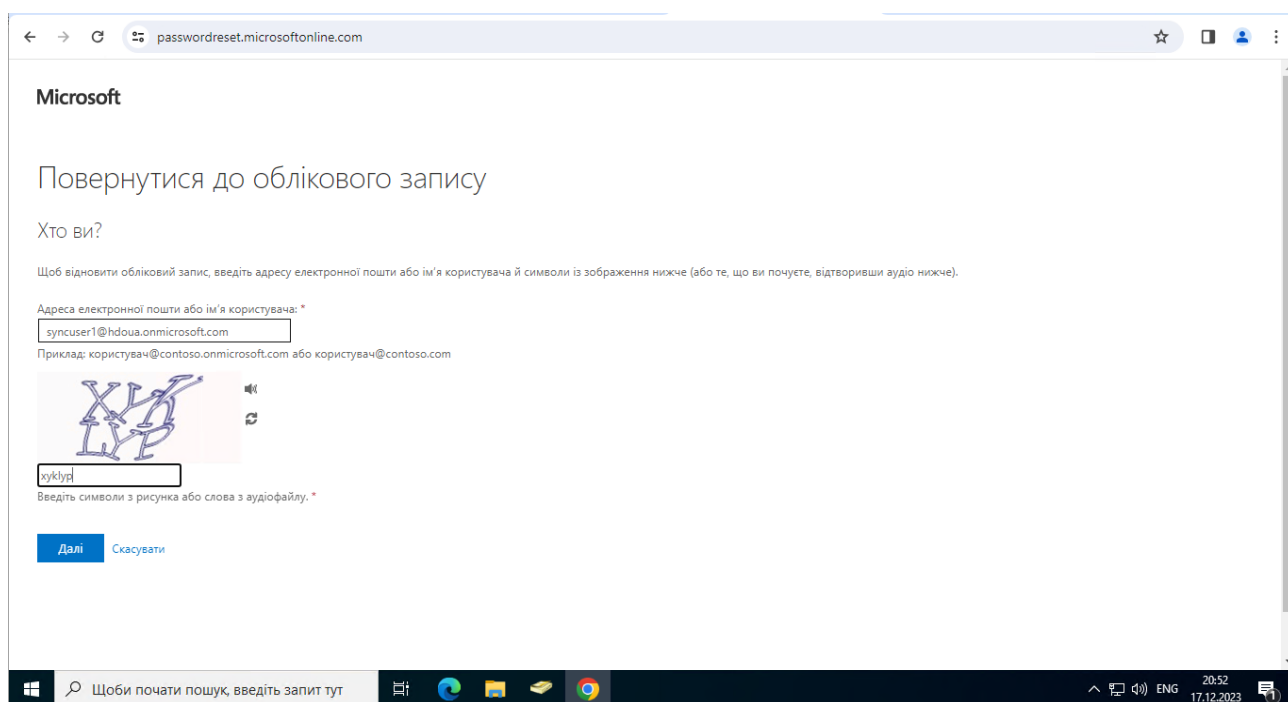 passwordreset.microsoftonline.com
Microsoft
Повернутися до облікового запису
Хто ви?
Щоб відновити обліковий запис, введіть адресу електронної пошти або ім'я користувача й символи із зображення нижче (або те, що ви почуєте, відтворивши аудіо нижче).
Адреса електронної пошти або ім'я користувача: *
syncuser1@hdoua.onmicrosoft.com
Приклад: користувач@contoso.onmicrosoft.com або користувач@contoso.com
xyklyp
Введіть символи з рисунка або слова з аудіофайлу. *
Далі Скасувати
Щоби почати пошук, введіть запит тут
ENG
20:52
17.12.2023
1